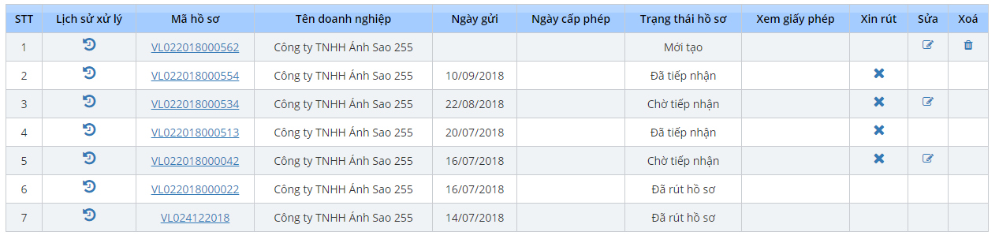 STT Lịch sử xử lý Mã hồ sơ Tên doanh nghiệp Ngày gửi Ngày cấp phép Trạng thái hồ sơ Xem giấy phép Xin rút Sửa Xoá
1 VL022018000562 Công ty TNHH Ánh Sao 255 Mới tạo
2 VL022018000554 Công ty TNHH Ánh Sao 255 10/09/2018 Đã tiếp nhận
3 VL022018000534 Công ty TNHH Ánh Sao 255 22/08/2018 Chờ tiếp nhận
4 VL022018000513 Công ty TNHH Ánh Sao 255 20/07/2018 Đã tiếp nhận
5 VL022018000042 Công ty TNHH Ánh Sao 255 16/07/2018 Chờ tiếp nhận
6 VL022018000022 Công ty TNHH Ánh Sao 255 16/07/2018 Đã rút hồ sơ
7 VL024122018 Công ty TNHH Ánh Sao 255 14/07/2018 Đã rút hồ sơ